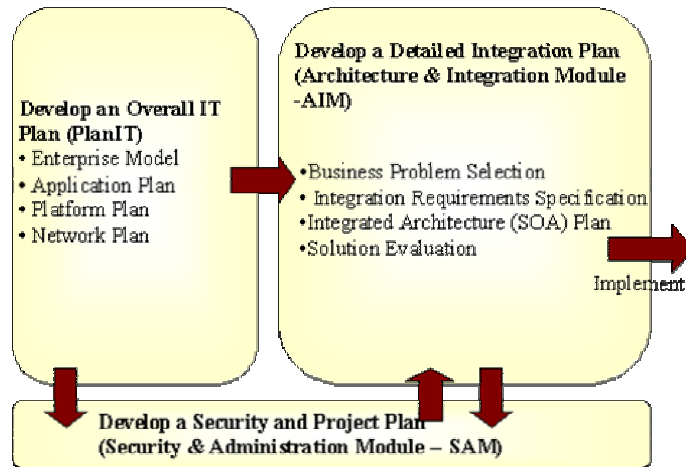 Develop an Overall IT
Plan (PlanIT)
• Enterprise Model
• Application Plan
• Platform Plan
• Network Plan
Develop a Detailed Integration Plan
(Architecture & Integration Module
-AIM)
•Business Problem Selection
• Integration Requirements Specification
•Integrated Architecture (SOA) Plan
•Solution Evaluation
Implement
Develop a Security and Project Plan
(Security & Administration Module – SAM)